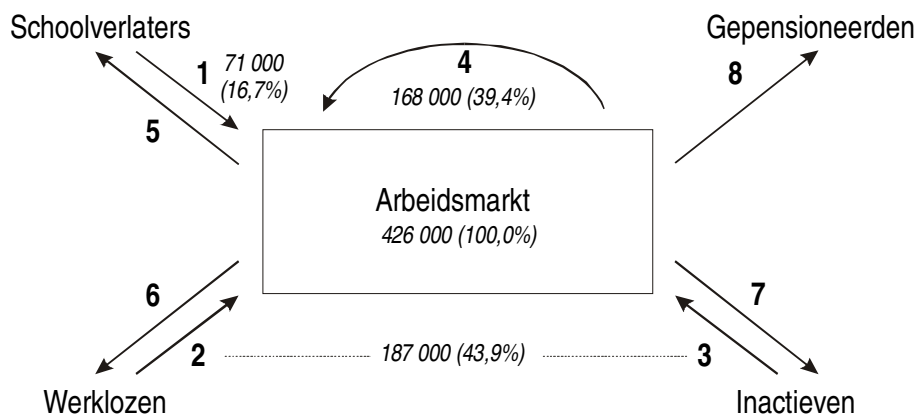 Schoolverlaters
Gepensioneerden
1
71 000
(16,7%)
4
168 000 (39,4%)
8
5
Arbeidsmarkt
426 000 (100,0%)
6
7
2
187 000 (43,9%)
3
Werklozen
Inactieven